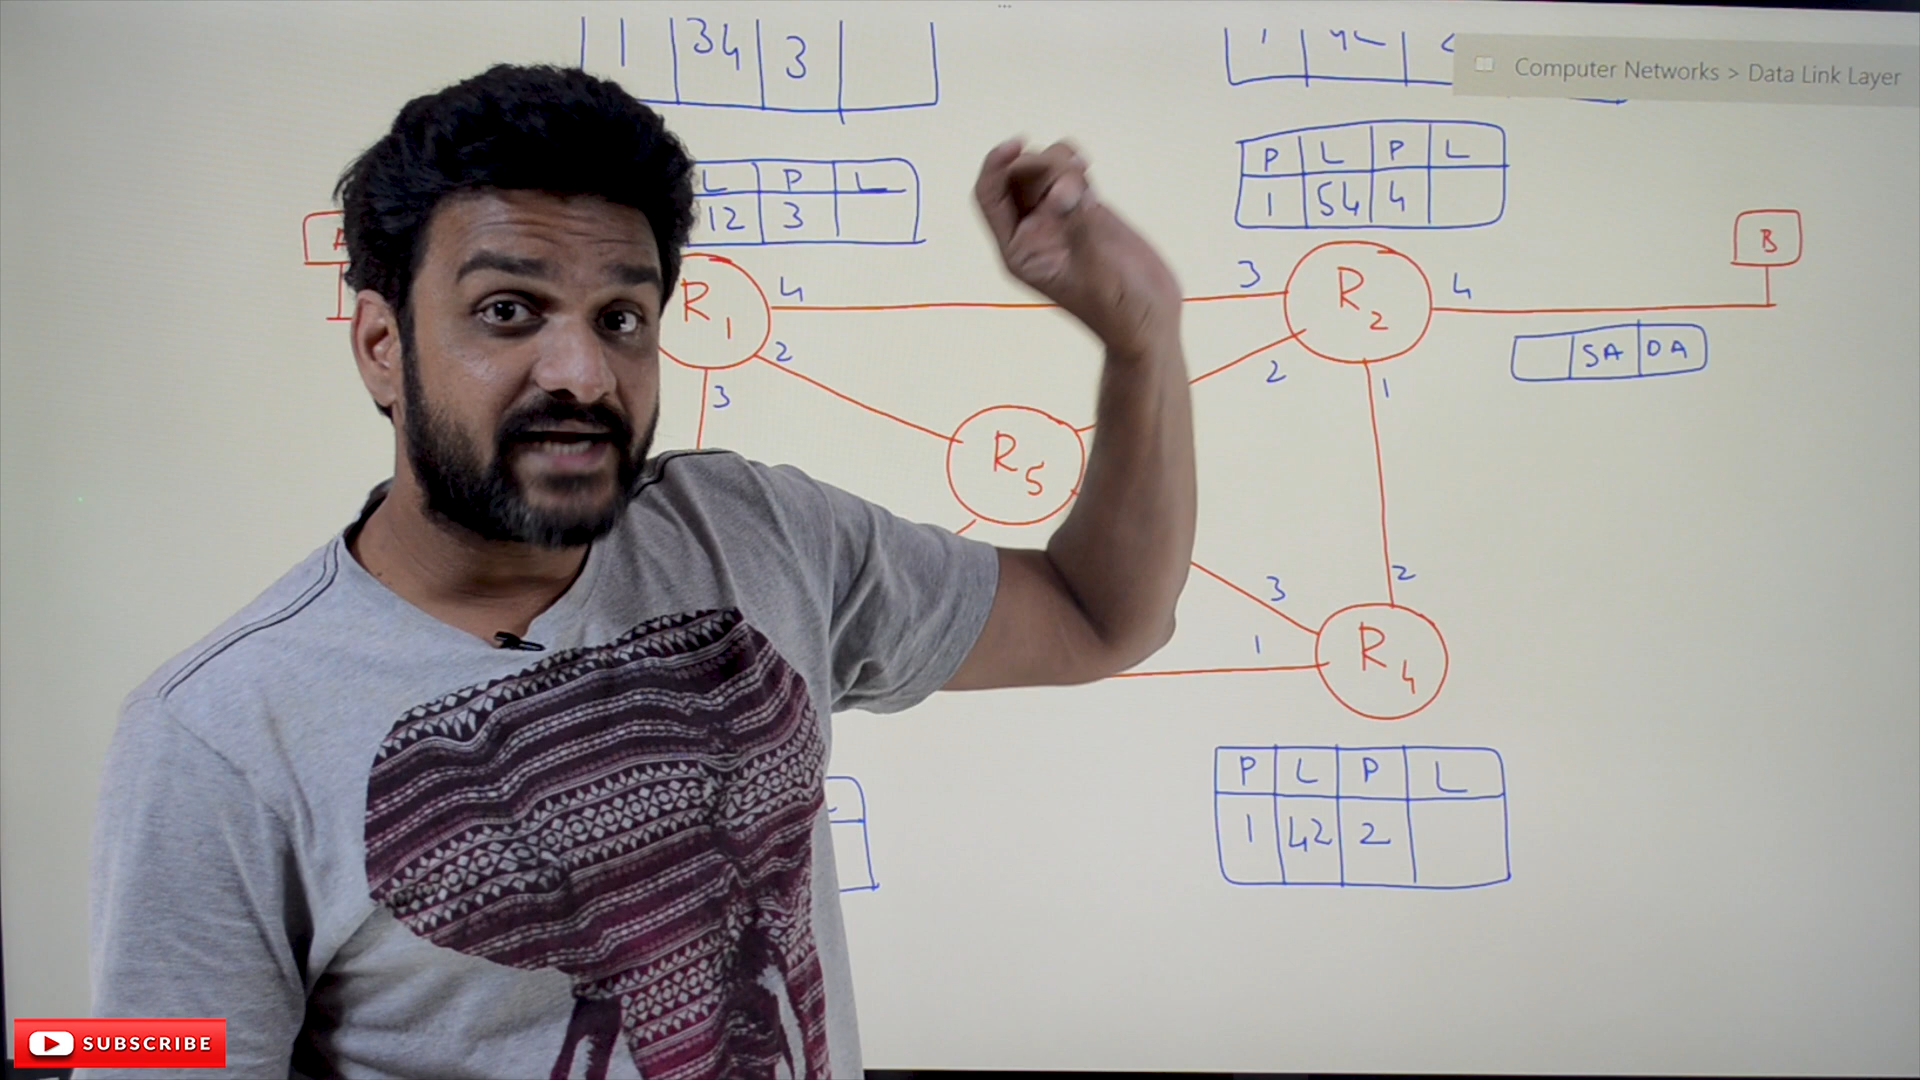 1 34 3
Computer Networks > Data Link Layer
P L P L
1 54 4
L P L
12 3
A
B
R1 4
3 R2 4
2
3
2
1
SA DA
R5
3
2
1
R4
P L P L
1 42 2
SUBSCRIBE